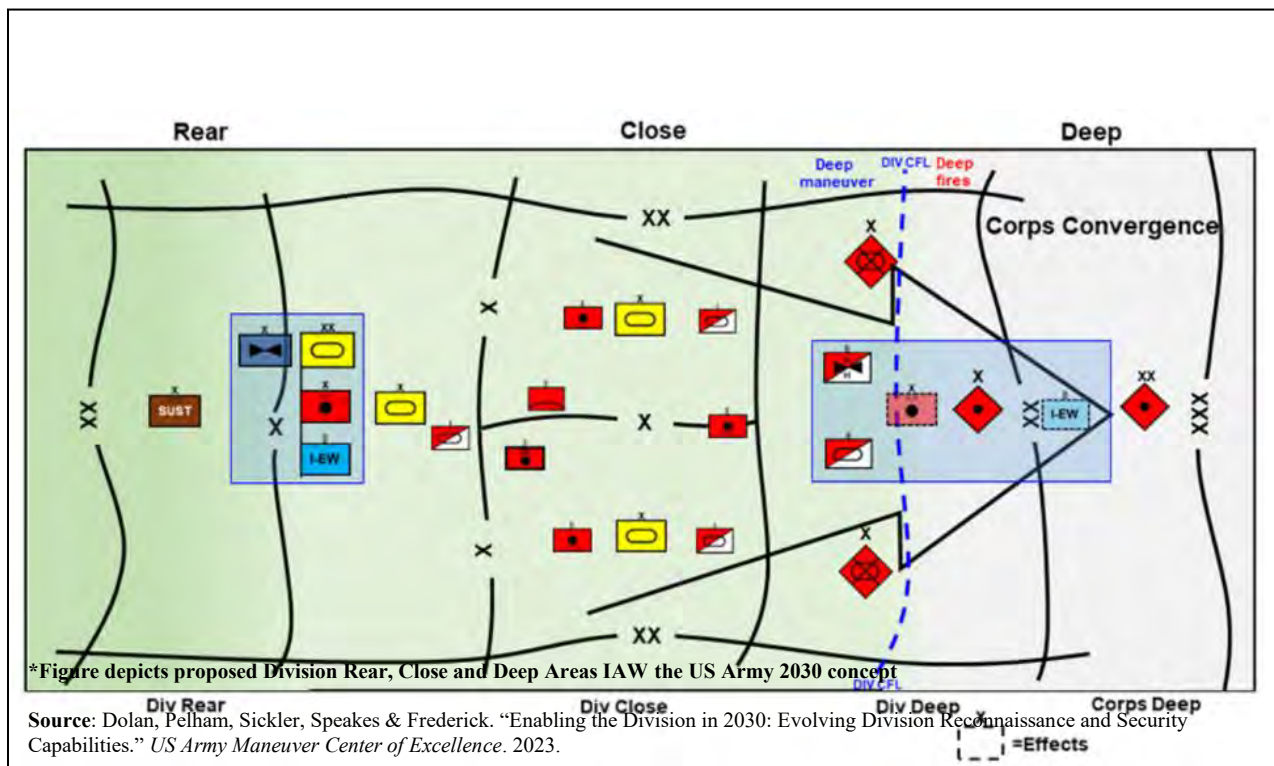 Rear Close Deep
Deep maneuver
DIV CFL
Deep fires
XX
Corps Convergence
X
X
X
X
XX
X
X
X
XX
SUST
X
X
I-EW
X
XX
I-EW
XX
XXX
X
X
X
XX
*Figure depicts proposed Division Rear, Close and Deep Areas IAW the US Army 2030 concept
DIV CFL
Div Rear Div Close Div Deep Corps Deep
Source: Dolan, Pelham, Sickler, Speakes & Frederick. “Enabling the Division in 2030: Evolving Division Reconnaissance and Security
Capabilities.” US Army Maneuver Center of Excellence. 2023.
X
=Effects